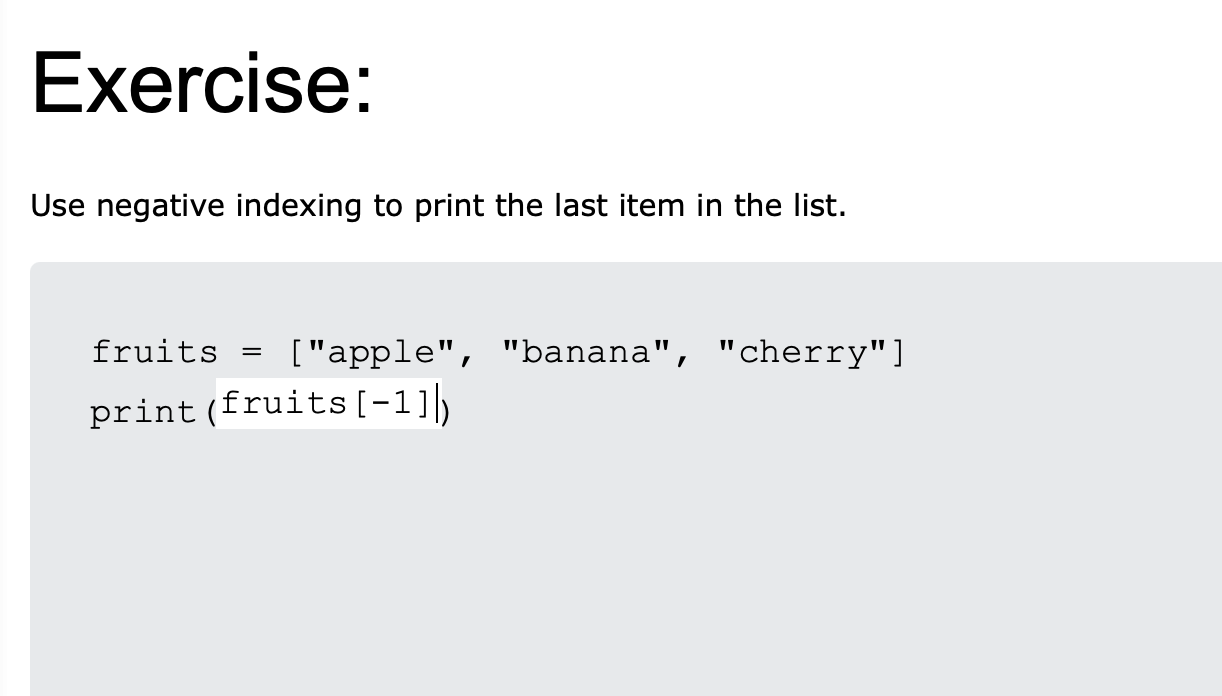 Exercise:
Use negative indexing to print the last item in the list.
fruits = ["apple", "banana", "cherry"]
print(fruits[-1])